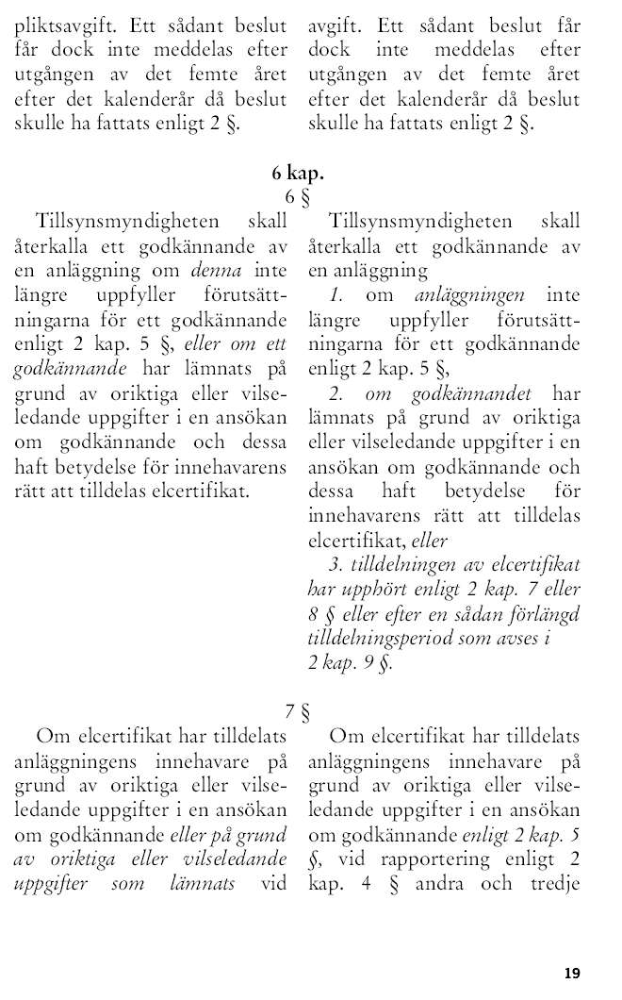 pliktsavgift. Ett sådant beslut
får dock inte meddelas efter
utgången av det femte året
efter det kalenderår då beslut
skulle ha fattats enligt 2 §.
avgift. Ett sådant beslut får
dock inte meddelas efter
utgången av det femte året
efter det kalenderår då beslut
skulle ha fattats enligt 2 §.
6 kap.
6 §
Tillsynsmyndigheten skall
återkalla ett godkännande av
en anläggning om denna inte
längre uppfyller förutsätt-
ningarna för ett godkännande
enligt 2 kap. 5 §, eller om ett
godkännande har lämnats på
grund av oriktiga eller vilse-
ledande uppgifter i en ansökan
om godkännande och dessa
haft betydelse för innehavarens
rätt att tilldelas elcertifikat.
Tillsynsmyndigheten skall
återkalla ett godkännande av
en anläggning
1. om anläggningen inte
längre uppfyller förutsätt-
ningarna för ett godkännande
enligt 2 kap. 5 §,
2. om godkännandet har
lämnats på grund av oriktiga
eller vilseledande uppgifter i en
ansökan om godkännande och
dessa haft betydelse för
innehavarens rätt att tilldelas
elcertifikat, eller
3. tilldelningen av elcertifikat
har upphört enligt 2 kap. 7 eller
8 § eller efter en sådan förlängd
tilldelningsperiod som avses i
2 kap. 9 §.
7 §
Om elcertifikat har tilldelats
anläggningens innehavare på
grund av oriktiga eller vilse-
ledande uppgifter i en ansökan
om godkännande eller på grund
av oriktiga eller vilseledande
uppgifter som lämnats vid
Om elcertifikat har tilldelats
anläggningens innehavare på
grund av oriktiga eller vilse-
ledande uppgifter i en ansökan
om godkännande enligt 2 kap. 5
§, vid rapportering enligt 2
kap. 4 § andra och tredje
19